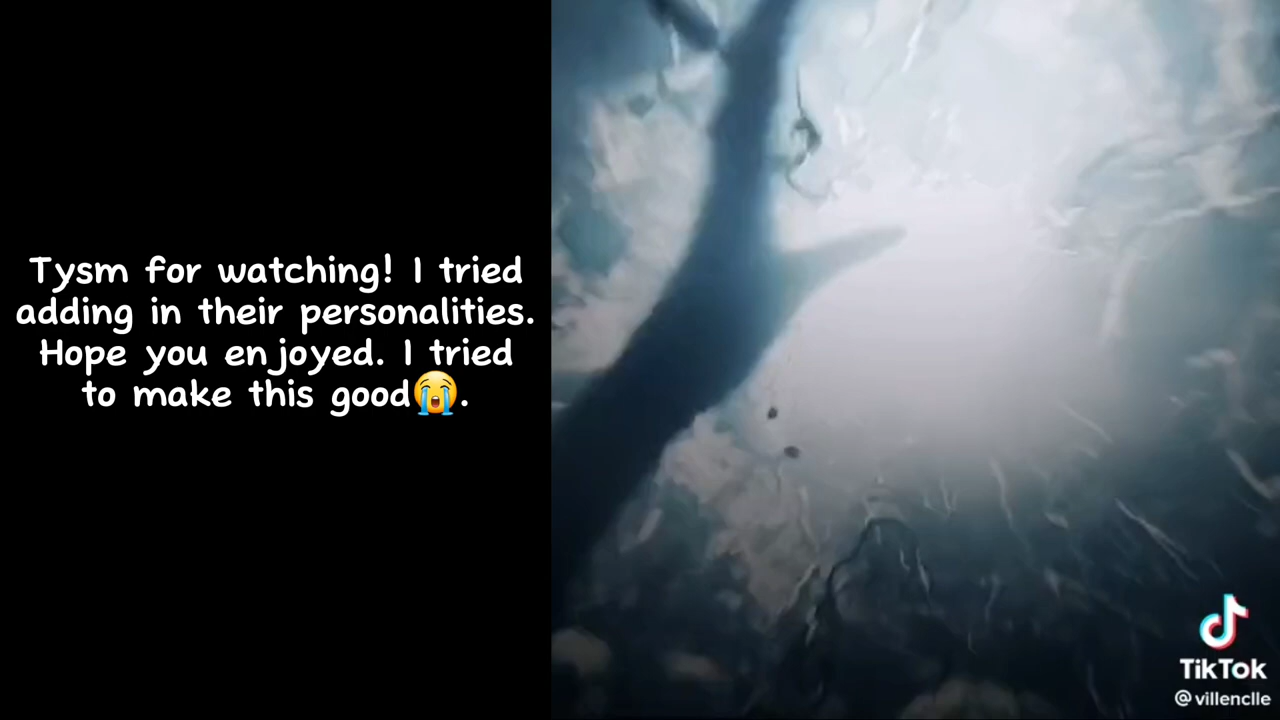 Tysm for watching! I tried
adding in their personalities.
Hope you enjoyed. I tried
to make this good😭.
TikTok
@villenclle